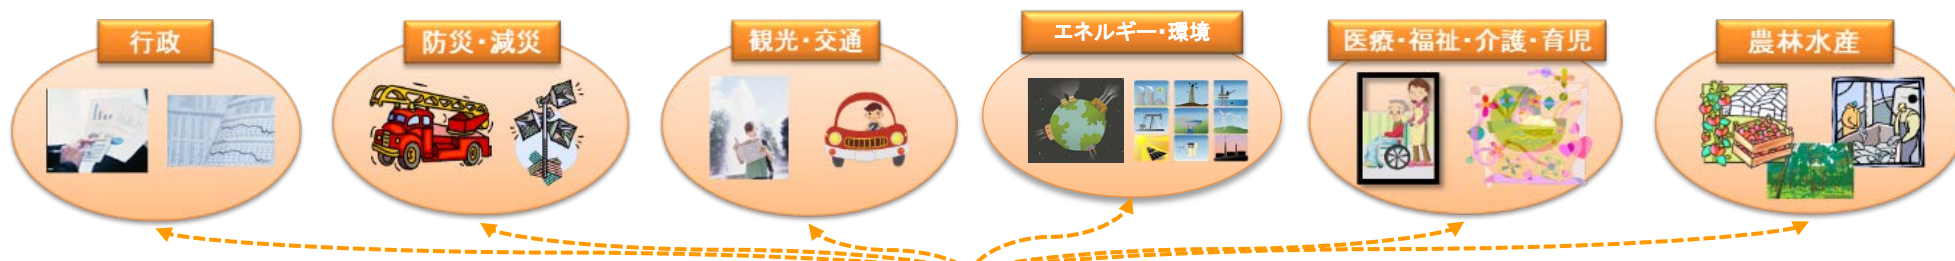 行政
防災・減災
観光・交通
エネルギー・環境
医療・福祉・介護・育児
農林水産